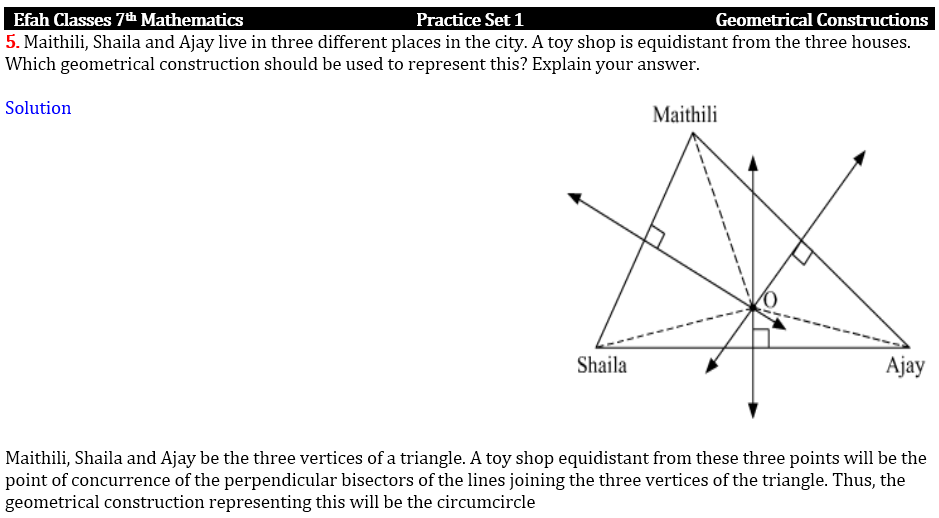 Efah Classes 7th Mathematics Practice Set 1 Geometrical Constructions
5. Maithili, Shaila and Ajay live in three different places in the city. A toy shop is equidistant from the three houses.
Which geometrical construction should be used to represent this? Explain your answer.
Solution
Maithili
O
Shaila
Ajay
Maithili, Shaila and Ajay be the three vertices of a triangle. A toy shop equidistant from these three points will be the
point of concurrence of the perpendicular bisectors of the lines joining the three vertices of the triangle. Thus, the
geometrical construction representing this will be the circumcircle